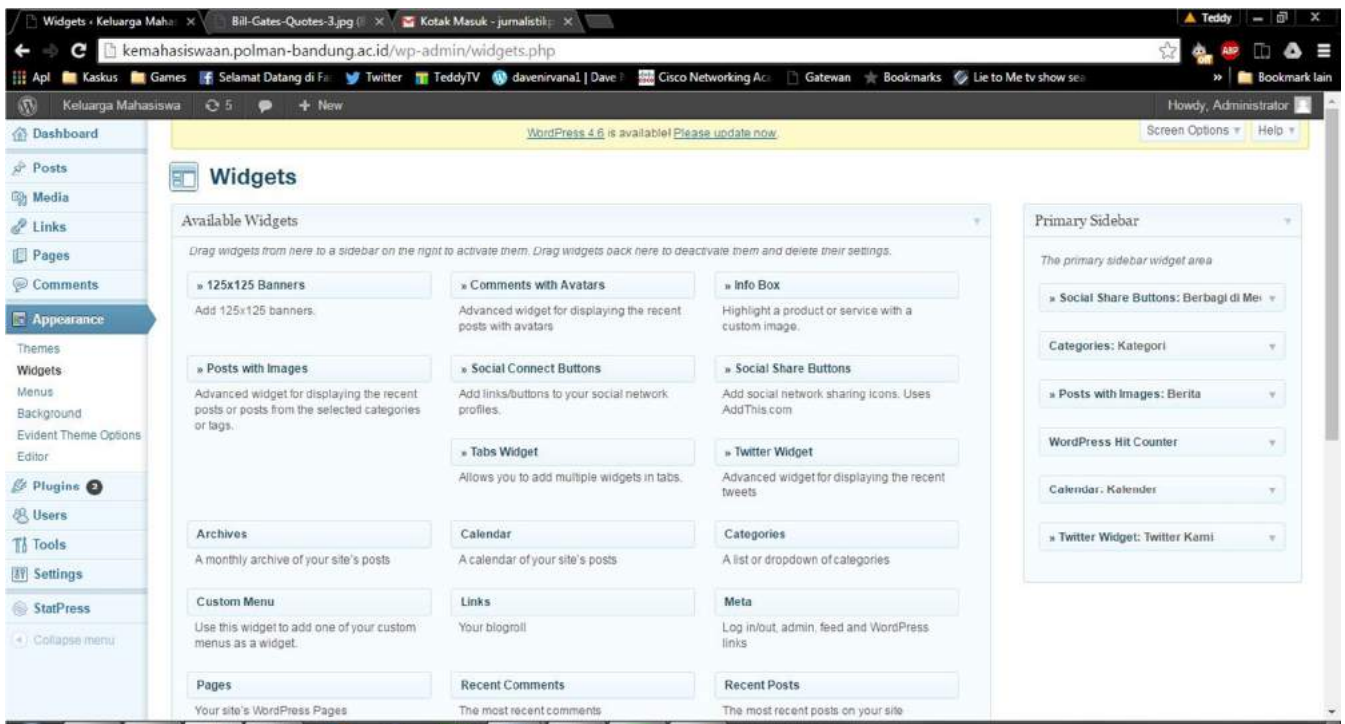 Widgets ‹ Keluarga Maha
Bill-Gates-Quotes-3.jpg
Kotak Masuk - jurnalistik
Teddy
kemahasiswaan.polman-bandung.ac.id/wp-admin/widgets.php
Apl Kaskus Games Selamat Datang di Fa Twitter TeddyTV davenirvana1 | Dave Cisco Networking Aca Gatewan Bookmarks Lie to Me tv show sea » Bookmark lain
Keluarga Mahasiswa 5 + New Howdy, Administrator
WordPress 4.6 is available! Please update now.
Screen Options Help
Dashboard
Posts
Media
Links
Pages
Comments
Appearance
Themes
Widgets
Menus
Background
Evident Theme Options
Editor
Plugins 2
Users
Tools
Settings
StatPress
Collapse menu
Widgets
Available Widgets
Drag widgets from here to a sidebar on the right to activate them. Drag widgets back here to deactivate them and delete their settings.
» 125x125 Banners
Add 125x125 banners.
» Comments with Avatars
Advanced widget for displaying the recent
posts with avatars
» Info Box
Highlight a product or service with a
custom image.
» Posts with Images
Advanced widget for displaying the recent
posts or posts from the selected categories
or tags.
» Social Connect Buttons
Add links/buttons to your social network
profiles.
» Social Share Buttons
Add social network sharing icons. Uses
AddThis.com
» Tabs Widget
Allows you to add multiple widgets in tabs.
» Twitter Widget
Advanced widget for displaying the recent
tweets
Archives
A monthly archive of your site's posts
Calendar
A calendar of your site's posts
Categories
A list or dropdown of categories
Custom Menu
Use this widget to add one of your custom
menus as a widget.
Links
Your blogroll
Meta
Log in/out, admin, feed and WordPress
links
Pages
Your site's WordPress Pages
Recent Comments
The most recent comments
Recent Posts
The most recent posts on your site
Primary Sidebar
The primary sidebar widget area
» Social Share Buttons: Berbagi di Me
Categories: Kategori
» Posts with Images: Berita
WordPress Hit Counter
Calendar: Kalender
» Twitter Widget: Twitter Kami